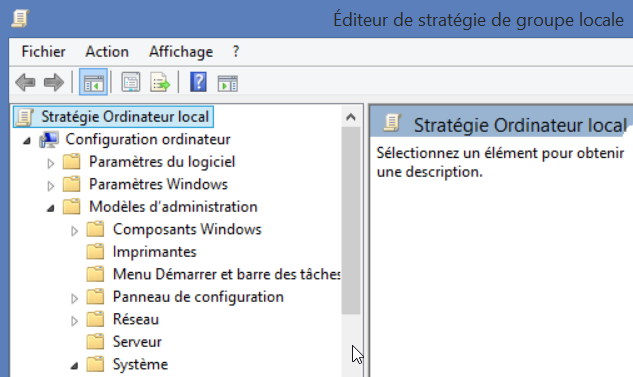 Éditeur de stratégie de groupe locale
Fichier Action Affichage ?
Stratégie Ordinateur local
Configuration ordinateur
Paramètres du logiciel
Paramètres Windows
Modèles d'administration
Composants Windows
Imprimantes
Menu Démarrer et barre des tâches
Panneau de configuration
Réseau
Serveur
Système
Stratégie Ordinateur local
Sélectionnez un élément pour obtenir
une description.